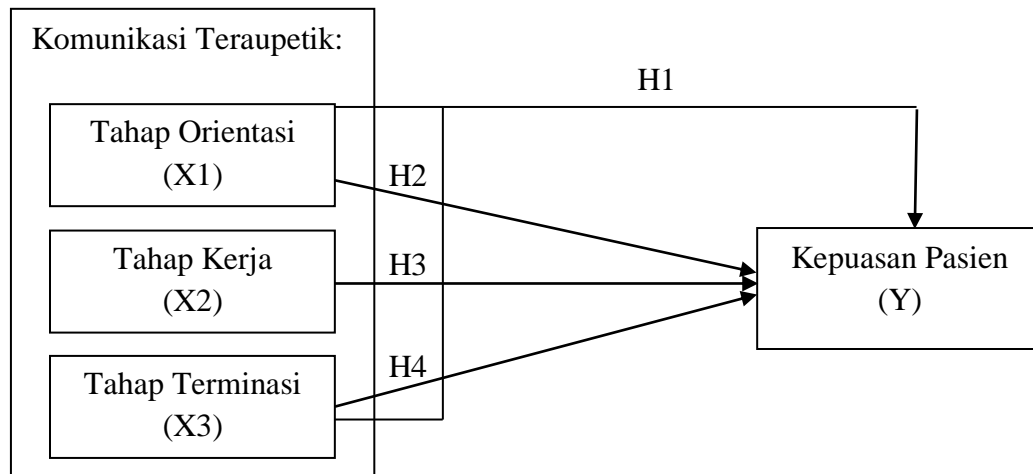 Komunikasi Teraupetik:
H1
Tahap Orientasi
(X1)
H2
Tahap Kerja
(X2)
H3
Kepuasan Pasien
(Y)
Tahap Terminasi
(X3)
H4